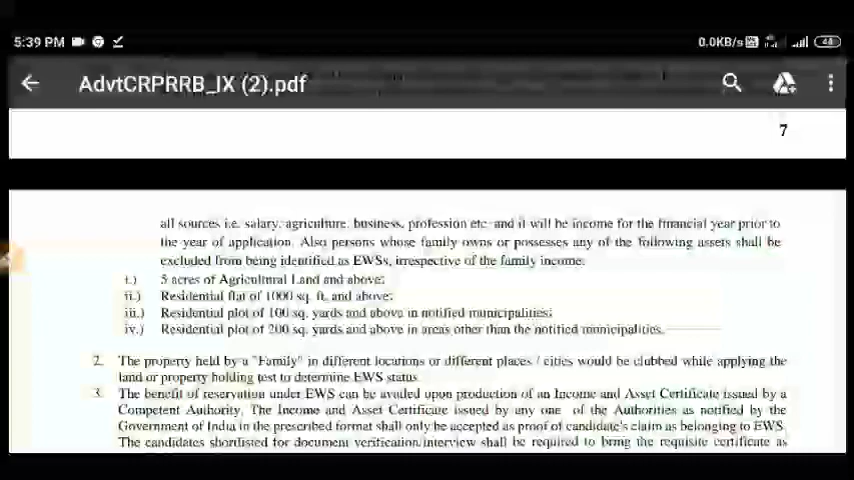 5:39 PM
0.0KB/s 44
AdvtCRPRRB_IX (2).pdf
7
all sources i.e. salary, agriculture, business, profession etc. and it will be income for the financial year prior to
the year of application. Also persons whose family owns or possesses any of the following assets shall be
excluded from being identified as EWSs, irrespective of the family income:
i.) 5 acres of Agricultural Land and above;
ii.) Residential flat of 1000 sq. ft. and above;
iii.) Residential plot of 100 sq. yards and above in notified municipalities;
iv.) Residential plot of 200 sq. yards and above in areas other than the notified municipalities.
2. The property held by a "Family" in different locations or different places / cities would be clubbed while applying the
land or property holding test to determine EWS status.
3. The benefit of reservation under EWS can be availed upon production of an Income and Asset Certificate issued by a
Competent Authority. The Income and Asset Certificate issued by any one of the Authorities as notified by the
Government of India in the prescribed format shall only be accepted as proof of candidate's claim as belonging to EWS.
The candidates shortlisted for document verification/interview shall be required to bring the requisite certificate as